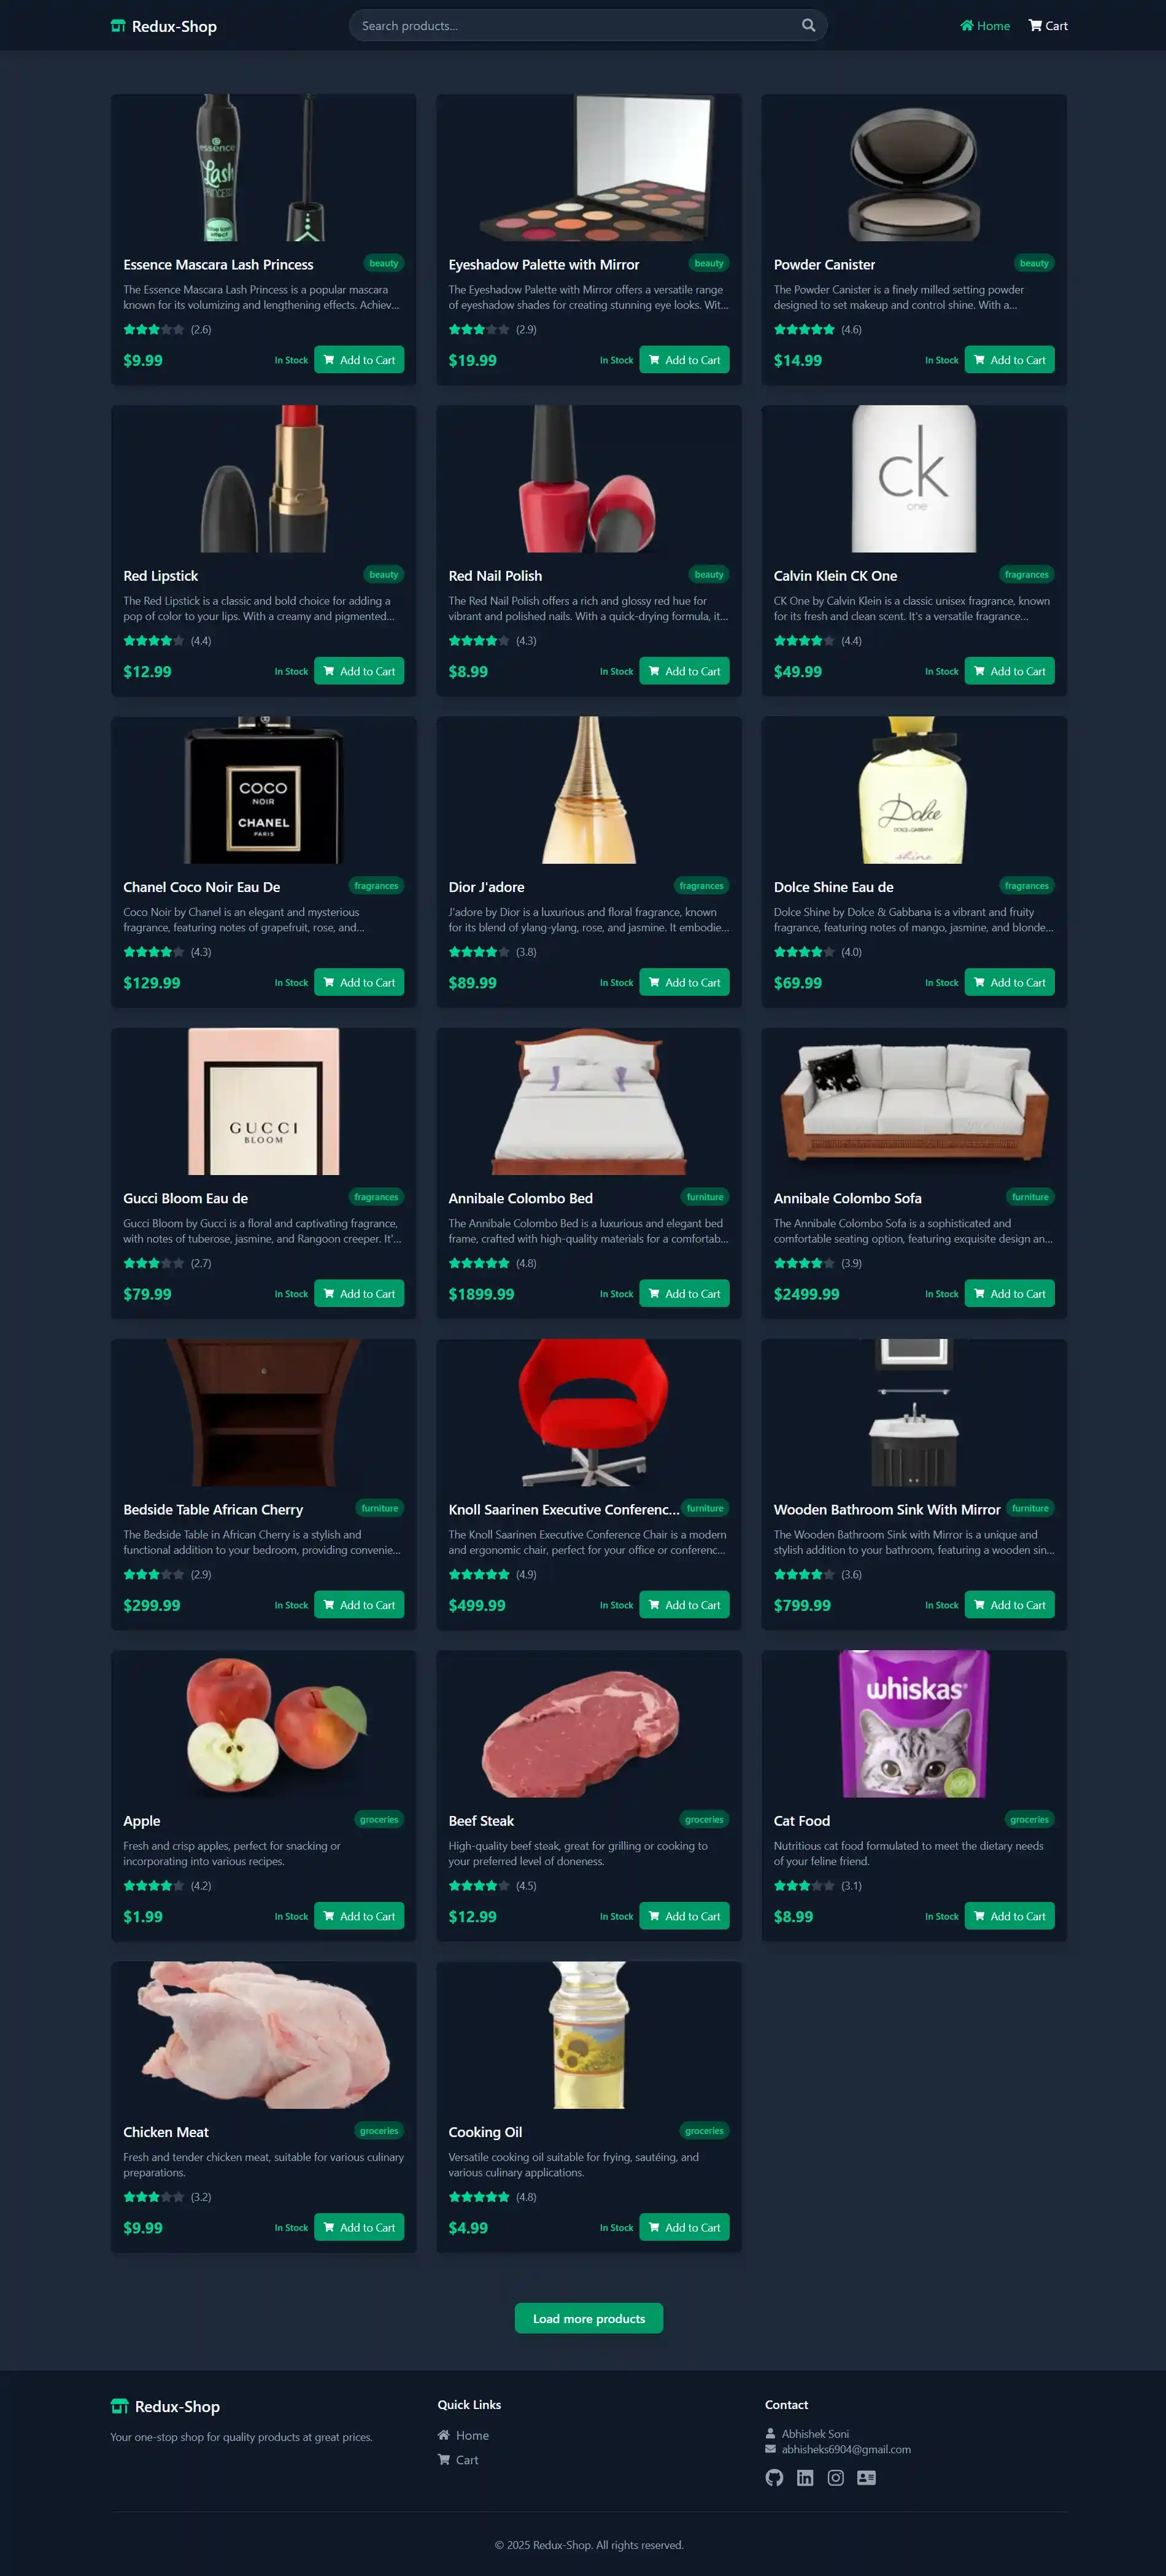 Redux-Shop
Search products...
Home
Cart
essence
Lash
PRINCESS
Essence Mascara Lash Princess
beauty
The Essence Mascara Lash Princess is a popular mascara
known for its volumizing and lengthening effects. Achiev...
(2.6)
$9.99
In Stock
Add to Cart
Eyeshadow Palette with Mirror
beauty
The Eyeshadow Palette with Mirror offers a versatile range
of eyeshadow shades for creating stunning eye looks. Wit...
(2.9)
$19.99
In Stock
Add to Cart
Powder Canister
beauty
The Powder Canister is a finely milled setting powder
designed to set makeup and control shine. With a...
(4.6)
$14.99
In Stock
Add to Cart
Red Lipstick
beauty
The Red Lipstick is a classic and bold choice for adding a
pop of color to your lips. With a creamy and pigmented...
(4.4)
$12.99
In Stock
Add to Cart
Red Nail Polish
beauty
The Red Nail Polish offers a rich and glossy red hue for
vibrant and polished nails. With a quick-drying formula, it...
(4.3)
$8.99
In Stock
Add to Cart
ck
one
Calvin Klein CK One
fragrances
CK One by Calvin Klein is a classic unisex fragrance, known
for its fresh and clean scent. It's a versatile fragrance...
(4.4)
$49.99
In Stock
Add to Cart
COCO
NOIR
CHANEL
PARIS
Chanel Coco Noir Eau De
fragrances
Coco Noir by Chanel is an elegant and mysterious
fragrance, featuring notes of grapefruit, rose, and...
(4.3)
$129.99
In Stock
Add to Cart
Dior J'adore
fragrances
J'adore by Dior is a luxurious and floral fragrance, known
for its blend of ylang-ylang, rose, and jasmine. It embodie...
(3.8)
$89.99
In Stock
Add to Cart
Dolce
DOLCE & GABBANA
shine
Dolce Shine Eau de
fragrances
Dolce Shine by Dolce & Gabbana is a vibrant and fruity
fragrance, featuring notes of mango, jasmine, and blonde...
(4.0)
$69.99
In Stock
Add to Cart
GUCCI
BLOOM
Gucci Bloom Eau de
fragrances
Gucci Bloom by Gucci is a floral and captivating fragrance,
with notes of tuberose, jasmine, and Rangoon creeper. It'...
(2.7)
$79.99
In Stock
Add to Cart
Annibale Colombo Bed
furniture
The Annibale Colombo Bed is a luxurious and elegant bed
frame, crafted with high-quality materials for a comfortab...
(4.8)
$1899.99
In Stock
Add to Cart
Annibale Colombo Sofa
furniture
The Annibale Colombo Sofa is a sophisticated and
comfortable seating option, featuring exquisite design an...
(3.9)
$2499.99
In Stock
Add to Cart
Bedside Table African Cherry
furniture
The Bedside Table in African Cherry is a stylish and
functional addition to your bedroom, providing convenie...
(2.9)
$299.99
In Stock
Add to Cart
Knoll Saarinen Executive Conferenc...
furniture
The Knoll Saarinen Executive Conference Chair is a modern
and ergonomic chair, perfect for your office or conferenc...
(4.9)
$499.99
In Stock
Add to Cart
Wooden Bathroom Sink With Mirror
furniture
The Wooden Bathroom Sink with Mirror is a unique and
stylish addition to your bathroom, featuring a wooden sin...
(3.6)
$799.99
In Stock
Add to Cart
Apple
groceries
Fresh and crisp apples, perfect for snacking or
incorporating into various recipes.
(4.2)
$1.99
In Stock
Add to Cart
Beef Steak
groceries
High-quality beef steak, great for grilling or cooking to
your preferred level of doneness.
(4.5)
$12.99
In Stock
Add to Cart
whiskas
Cat Food
groceries
Nutritious cat food formulated to meet the dietary needs
of your feline friend.
(3.1)
$8.99
In Stock
Add to Cart
Chicken Meat
groceries
Fresh and tender chicken meat, suitable for various culinary
preparations.
(3.2)
$9.99
In Stock
Add to Cart
Cooking Oil
groceries
Versatile cooking oil suitable for frying, sautéing, and
various culinary applications.
(4.8)
$4.99
In Stock
Add to Cart
Load more products
Redux-Shop
Your one-stop shop for quality products at great prices.
Quick Links
Home
Cart
Contact
Abhishek Soni
abhisheks6904@gmail.com
© 2025 Redux-Shop. All rights reserved.